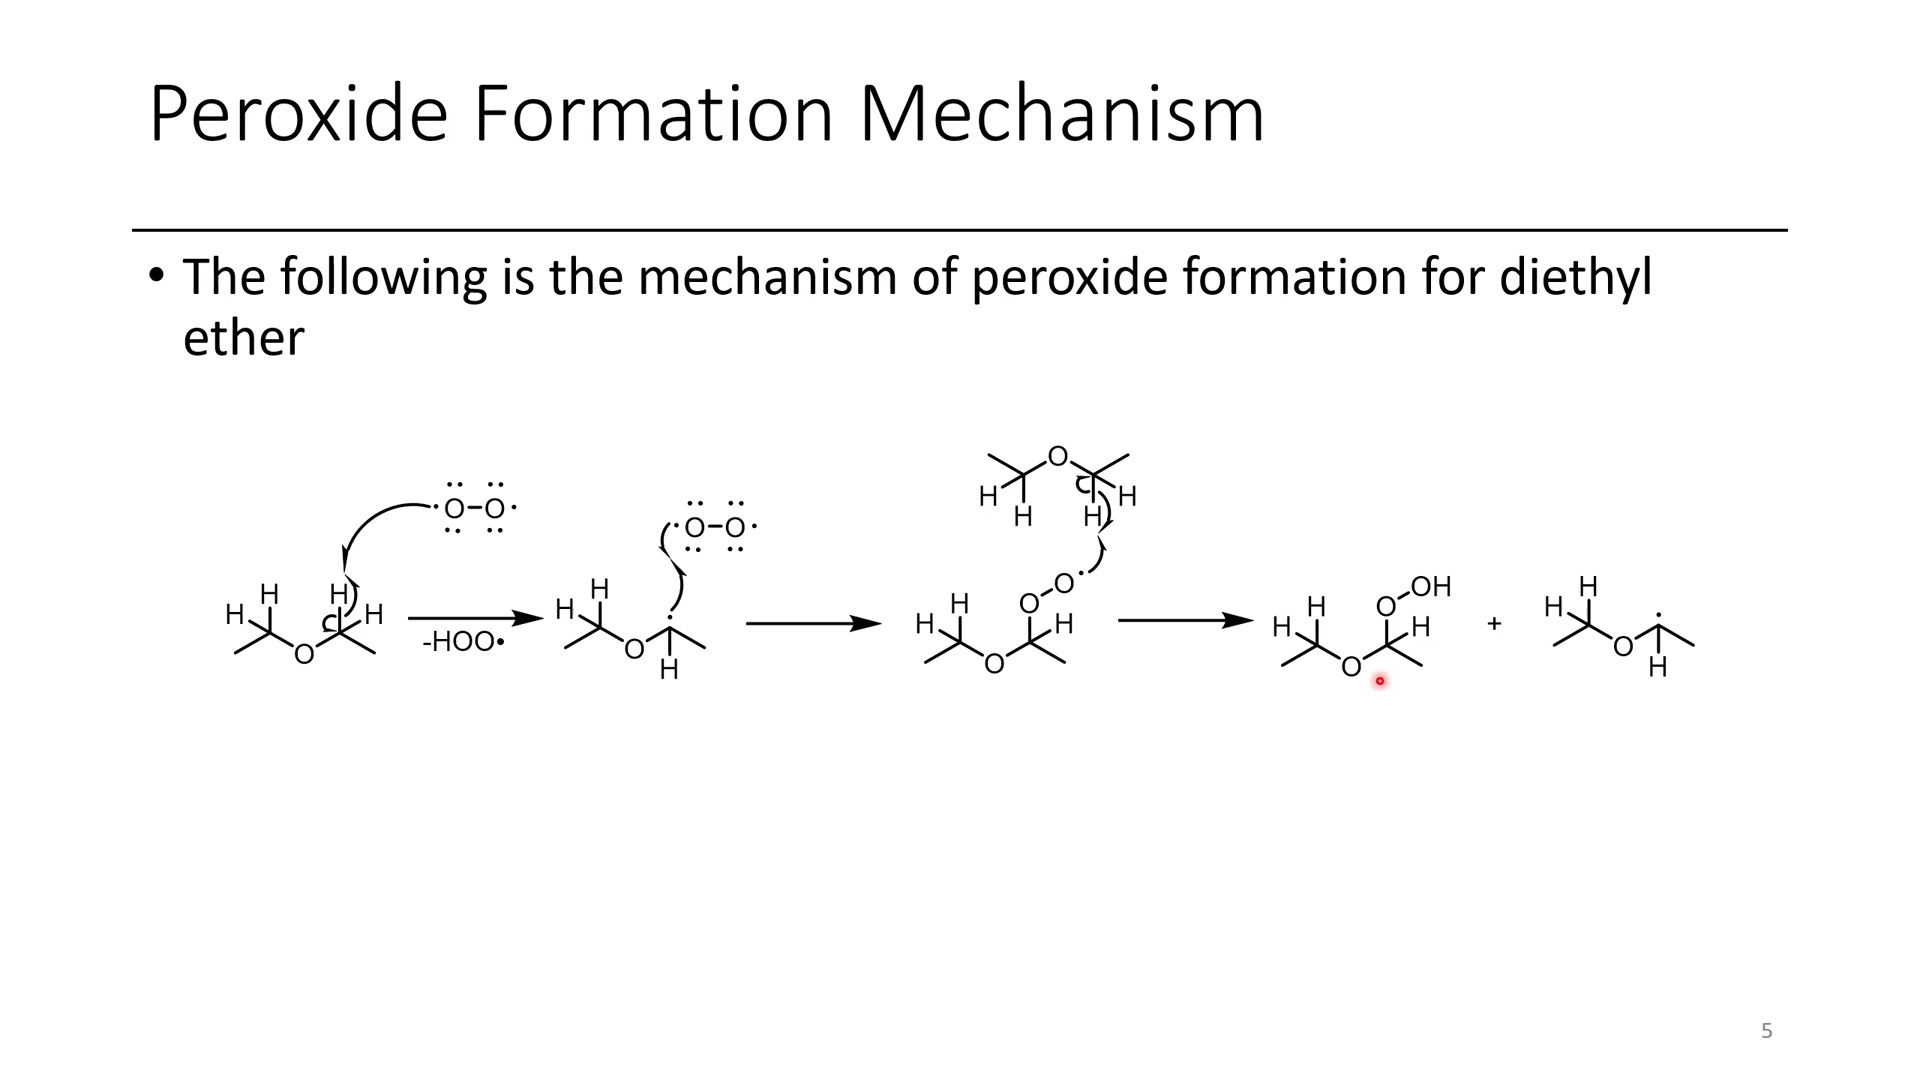 Peroxide Formation Mechanism
• The following is the mechanism of peroxide formation for diethyl
ether
O
H H
H H
O–O
O–O
O
O
H H H H
O
-HOO•
H H
O
H
H H H
O
O OH
H H H
O
+
H H
O
H
5